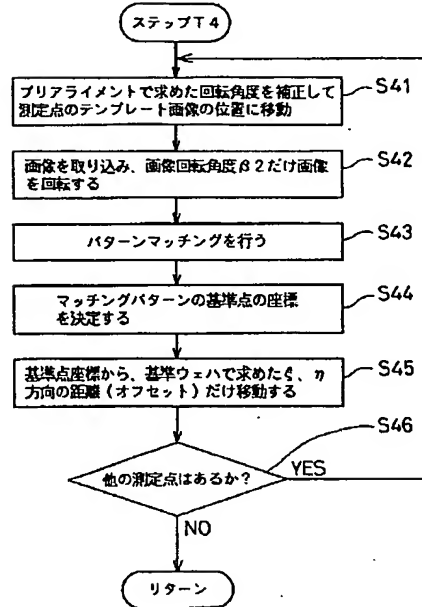 ステップT4
プリアライメントで求めた回転角度を補正して
測定点のテンプレート画像の位置に移動
S41
画像を取り込み、画像回転角度β2だけ画像
を回転する
S42
パターンマッチングを行う
S43
マッチングパターンの基準点の座標
を決定する
S44
基準点座標から、基準ウェハで求めたξ、η
方向の距離(オフセット)だけ移動する
S45
S46
他の測定点はあるか?
YES
NO
リターン